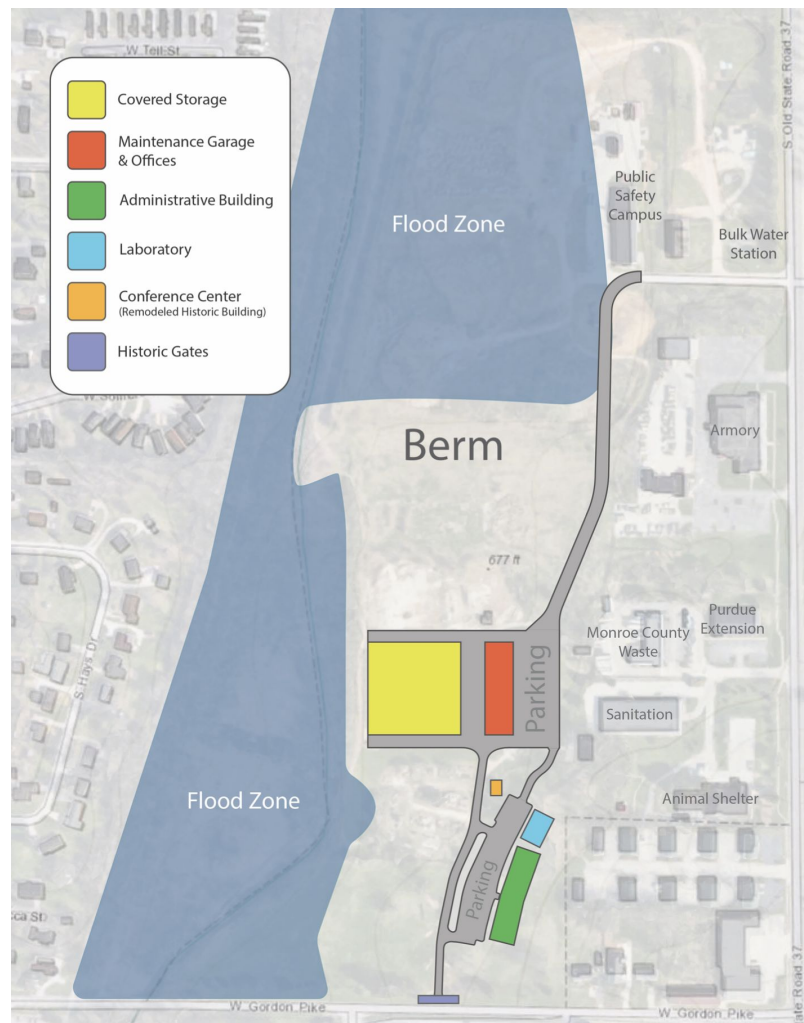 W Tell St
S Old State Road 37
Covered Storage
Maintenance Garage
& Offices
Administrative Building
Laboratory
Conference Center
(Remodeled Historic Building)
Historic Gates
Flood Zone
Public
Safety
Campus
Bulk Water
Station
Berm
Armory
677 ft
Purdue
Extension
Monroe County
Waste
S Hays Dr
Parking
Sanitation
Flood Zone
Animal Shelter
Parking
W Gordon Pike
W Gordon Pike